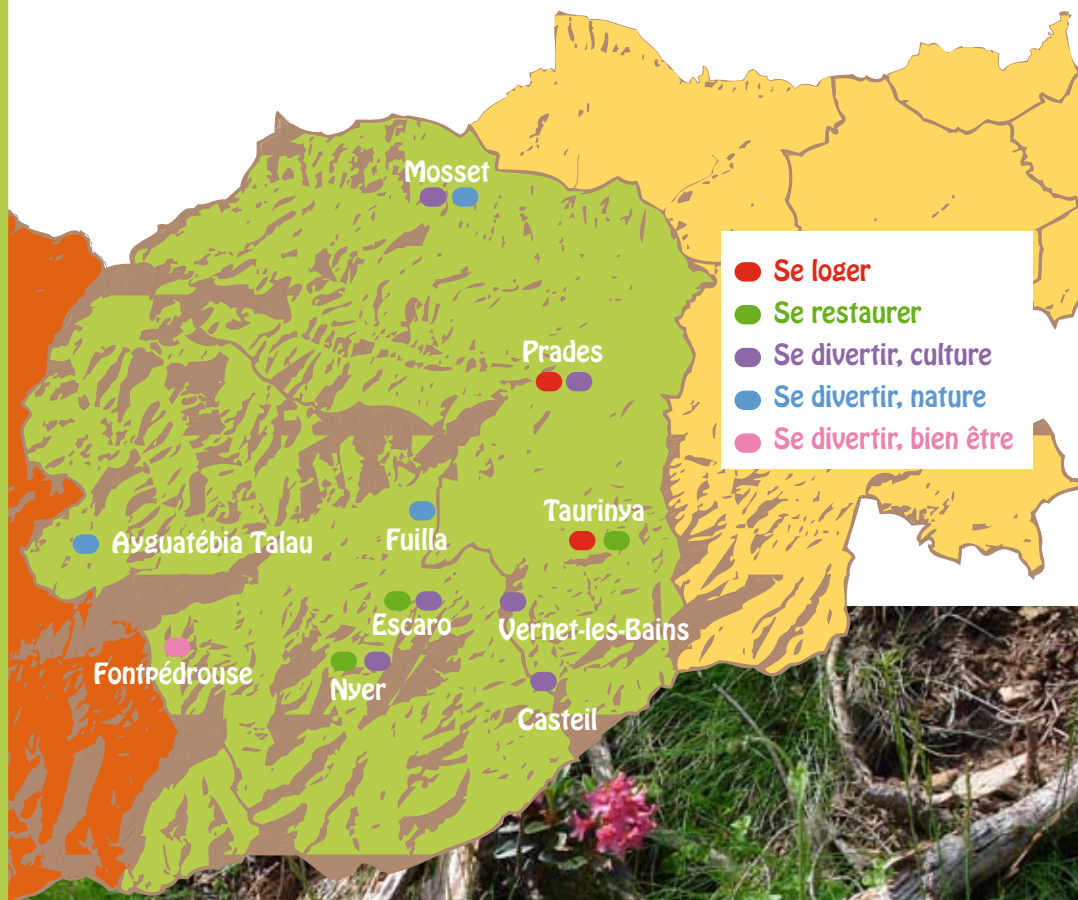 Mosset
Se loger
Se restaurer
Prades
Se divertir, culture
Se divertir, nature
Se divertir, bien être
Taurinya
Ayguatébia Talau
Fuilla
Escaro
Vernet-les-Bains
Fontpédrouse
Nyer
Casteil